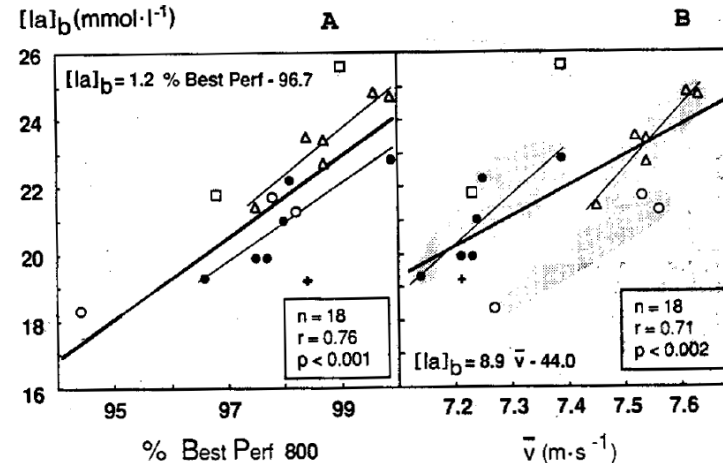 [la]b (mmol·l-1) A B
26
24
22
20
18
16
[la]b = 1.2 % Best Perf - 96.7
n = 18
r = 0.76
p < 0.001
95 97 99
% Best Perf 800
n = 18
r = 0.71
p < 0.002
[la]b = 8.9 v̄ - 44.0
7.2 7.3 7.4 7.5 7.6
v̄ (m·s-1)